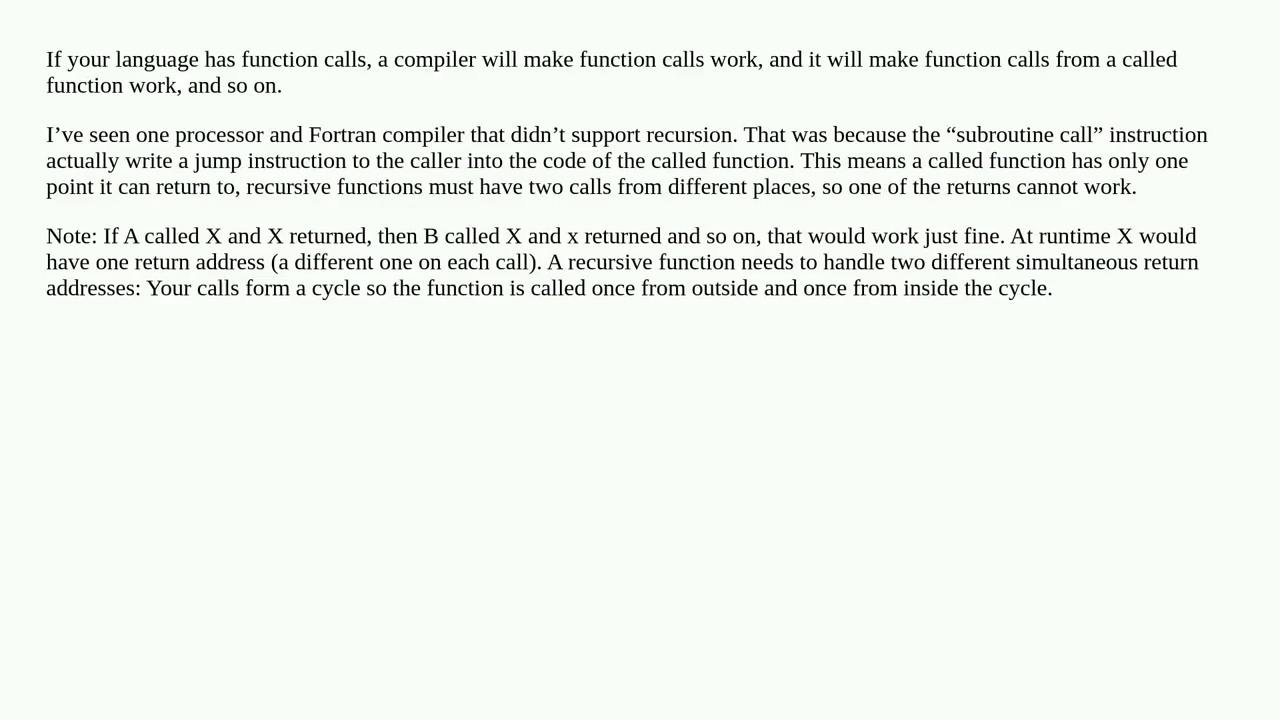 If your language has function calls, a compiler will make function calls work, and it will make function calls from a called
function work, and so on.
I’ve seen one processor and Fortran compiler that didn’t support recursion. That was because the “subroutine call” instruction
actually write a jump instruction to the caller into the code of the called function. This means a called function has only one
point it can return to, recursive functions must have two calls from different places, so one of the returns cannot work.
Note: If A called X and X returned, then B called X and x returned and so on, that would work just fine. At runtime X would
have one return address (a different one on each call). A recursive function needs to handle two different simultaneous return
addresses: Your calls form a cycle so the function is called once from outside and once from inside the cycle.